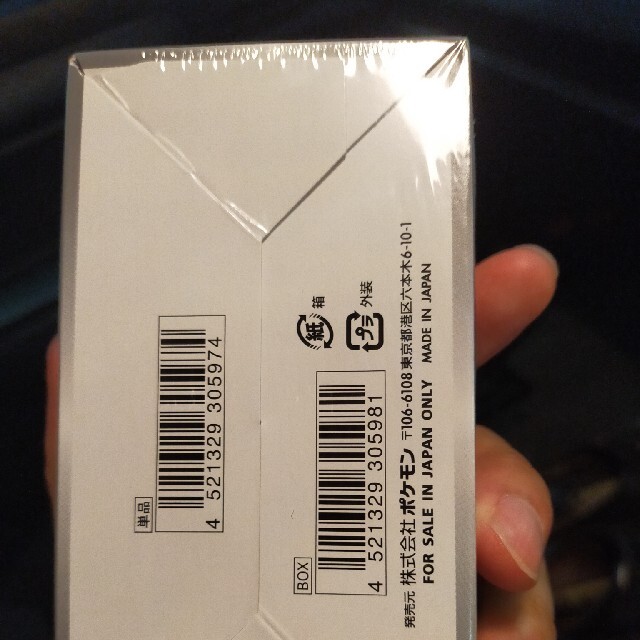 単品
4 521329 305974
BOX
4 521329 305981
紙
箱
プラ
外装
発売元 株式会社 ポケモン 〒106-6108 東京都港区六本木6-10-1
FOR SALE IN JAPAN ONLY MADE IN JAPAN